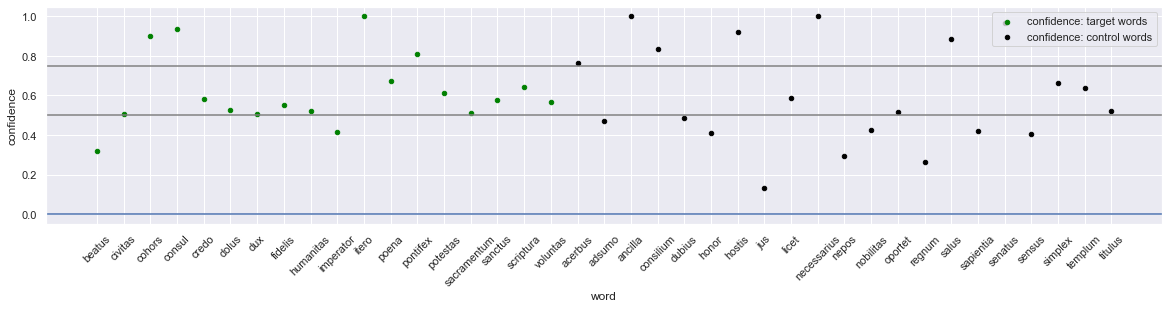 1.0
0.8
0.6
0.4
0.2
0.0
confidence
confidence: target words
confidence: control words
beatus
civitas
cohors
consul
credo
dolus
dux
fidelis
humanitas
imperator
itero
poena
pontifex
potestas
sacramentum
sanctus
scriptura
voluntas
acerbus
adsumo
ancilla
consilium
dubius
honor
hostis
jus
licet
necessarius
nepos
nobilitas
oportet
regnum
salus
sapientia
senatus
sensus
simplex
templum
titulus
word